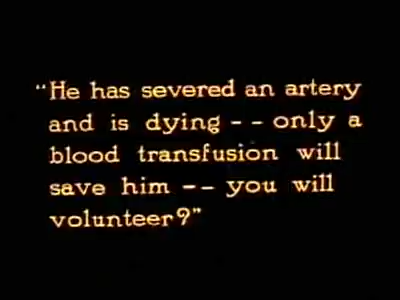 "He has severed an artery
and is dying -- only a
blood transfusion will
save him -- you will
volunteer?"